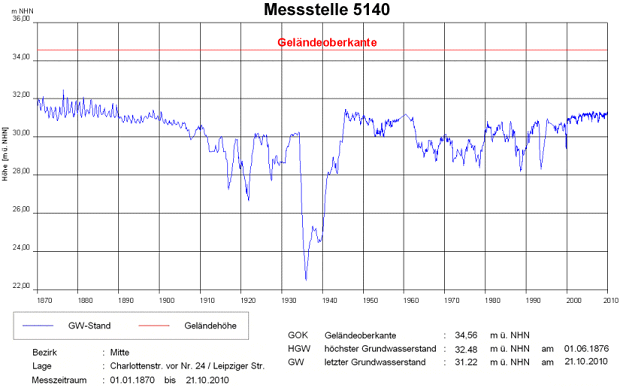 Messstelle 5140
m NHN
36,00
34,00
32,00
30,00
28,00
26,00
24,00
22,00
Höhe [m ü. NHN]
Geländeoberkante
1870 1880 1890 1900 1910 1920 1930 1940 1950 1960 1970 1980 1990 2000 2010
GW-Stand Geländehöhe
GOK Geländeoberkante : 34,56 m ü. NHN
HGW höchster Grundwasserstand : 32.48 m ü. NHN am 01.06.1876
GW letzter Grundwasserstand : 31.22 m ü. NHN am 21.10.2010
Bezirk : Mitte
Lage : Charlottenstr. vor Nr. 24 / Leipziger Str.
Messzeitraum : 01.01.1870 bis 21.10.2010